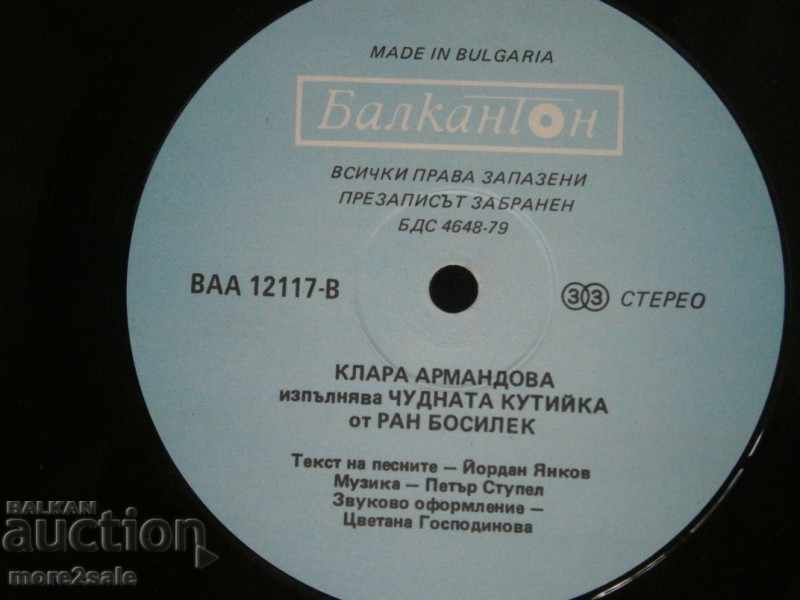 MADE IN BULGARIA
Балкантон
ВСИЧКИ ПРАВА ЗАПАЗЕНИ
ПРЕЗАПИСЪТ ЗАБРАНЕН
БДС 4648-79
ВАА 12117-В
33 СТЕРЕО
КЛАРА АРМАНДОВА
изпълнява ЧУДНАТА КУТИЙКА
от РАН БОСИЛЕК
Текст на песните – Йордан Янков
Музика – Петър Ступел
Звуково оформление –
Цветана Господинова
BALKAN
auction
more2sale